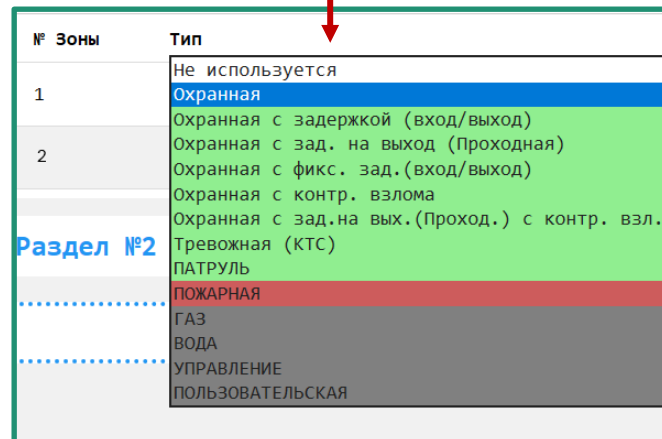 № Зоны Тип
Не используется
1 Охранная
Охранная с задержкой (вход/выход)
Охранная с зад. на выход (Проходная)
2 Охранная с фикс. зад.(вход/выход)
Охранная с контр. взлома
Охранная с зад.на вых.(Проход.) с контр. взл.
Раздел №2 Тревожная (КТС)
ПАТРУЛЬ
ПОЖАРНАЯ
ГАЗ
ВОДА
УПРАВЛЕНИЕ
ПОЛЬЗОВАТЕЛЬСКАЯ